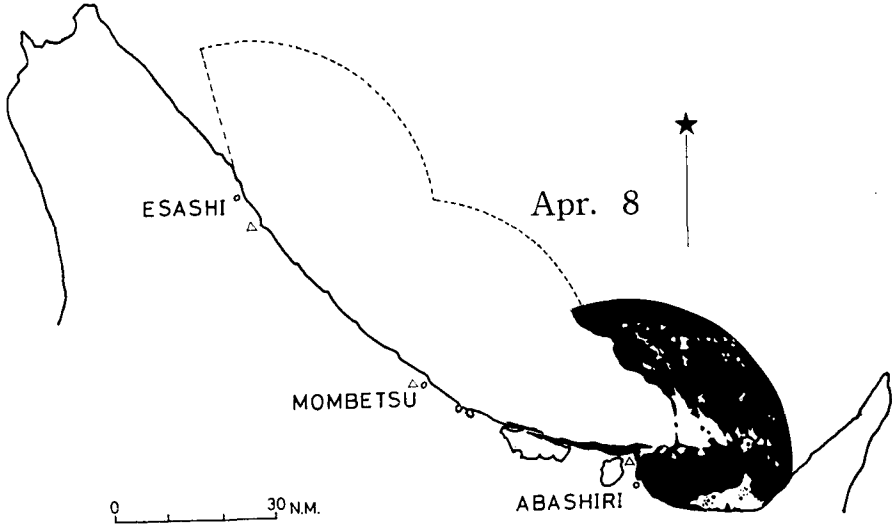 Apr. 8
ESASHI
MOMBETSU
ABASHIRI
0 30 N.M.